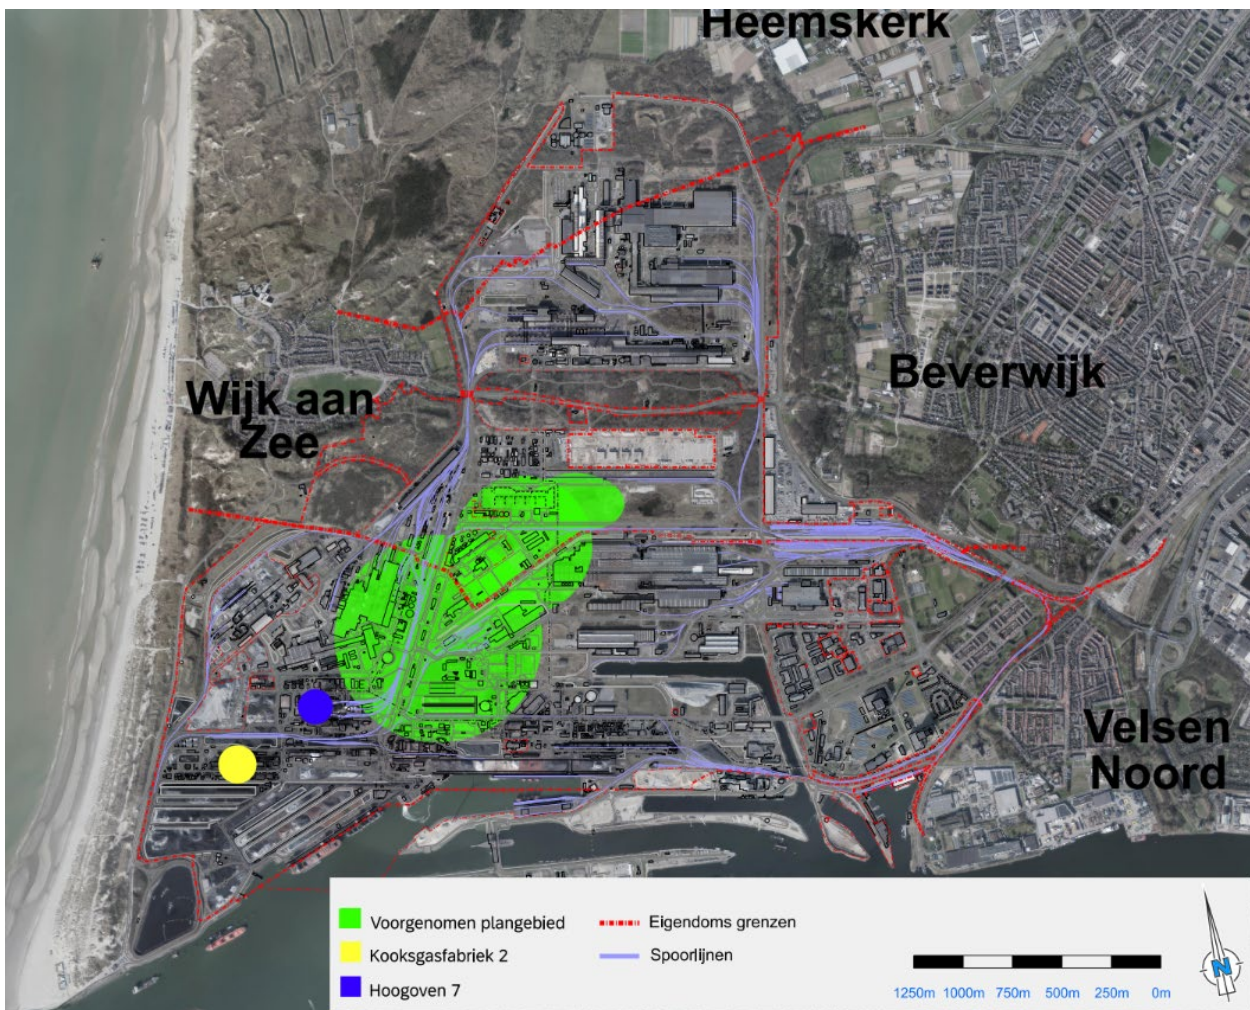 Heemskerk
Beverwijk
Wijk aan
Zee
Velsen
Noord
Voorgenomen plangebied
Kooksgasfabriek 2
Hoogoven 7
Eigendoms grenzen
Spoorlijnen
1250m 1000m 750m 500m 250m 0m
N